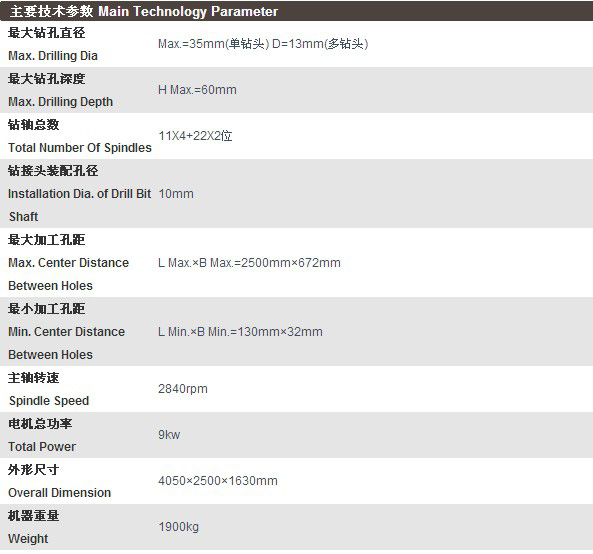 主要技术参数 Main Technology Parameter
最大钻孔直径
Max. Drilling Dia
Max.=35mm(单钻头) D=13mm(多钻头)
最大钻孔深度
Max. Drilling Depth
H Max.=60mm
钻轴总数
Total Number Of Spindles
11X4+22X2位
钻接头装配孔径
Installation Dia. of Drill Bit
Shaft
10mm
最大加工孔距
Max. Center Distance
Between Holes
L Max.×B Max.=2500mm×672mm
最小加工孔距
Min. Center Distance
Between Holes
L Min.×B Min.=130mm×32mm
主轴转速
Spindle Speed
2840rpm
电机总功率
Total Power
9kw
外形尺寸
Overall Dimension
4050×2500×1630mm
机器重量
Weight
1900kg